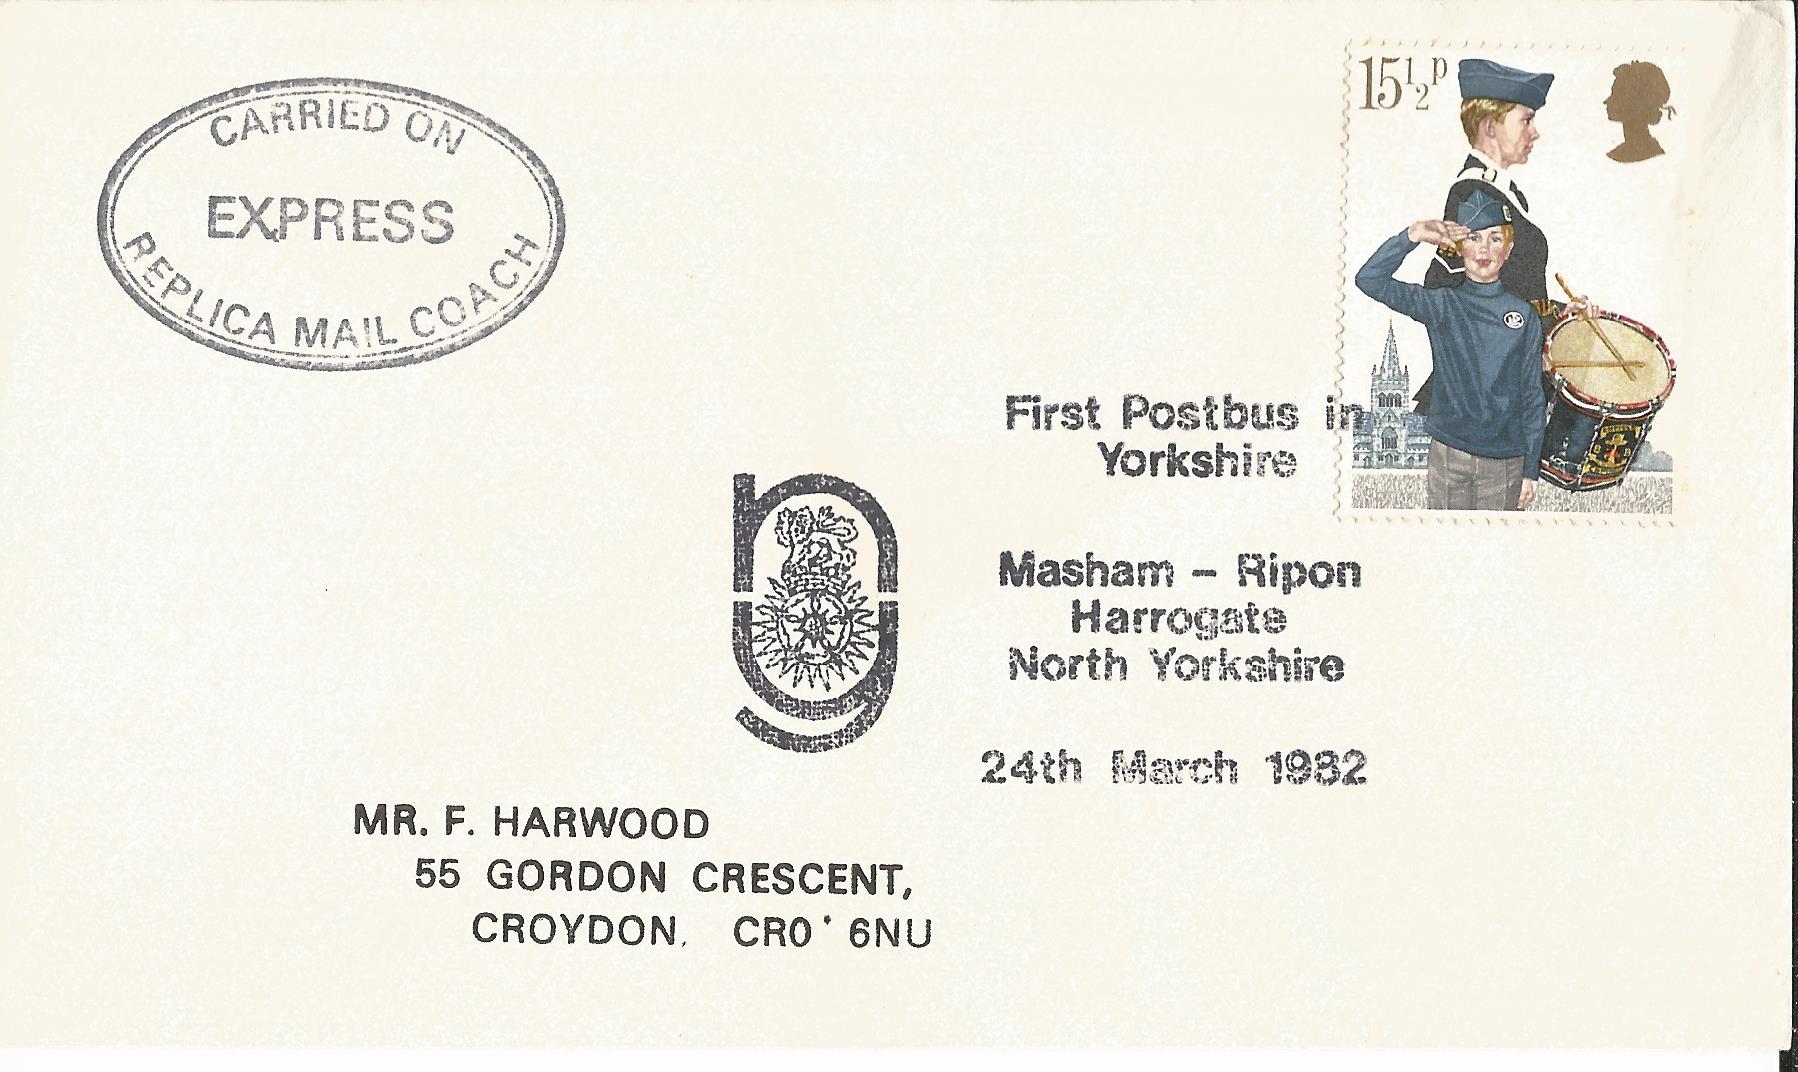 CARRIED ON
EXPRESS
REPLICA MAIL COACH
15½p
First Postbus in
Yorkshire
Masham – Ripon
Harrogate
North Yorkshire
24th March 1982
MR. F. HARWOOD
55 GORDON CRESCENT,
CROYDON, CR0 6NU